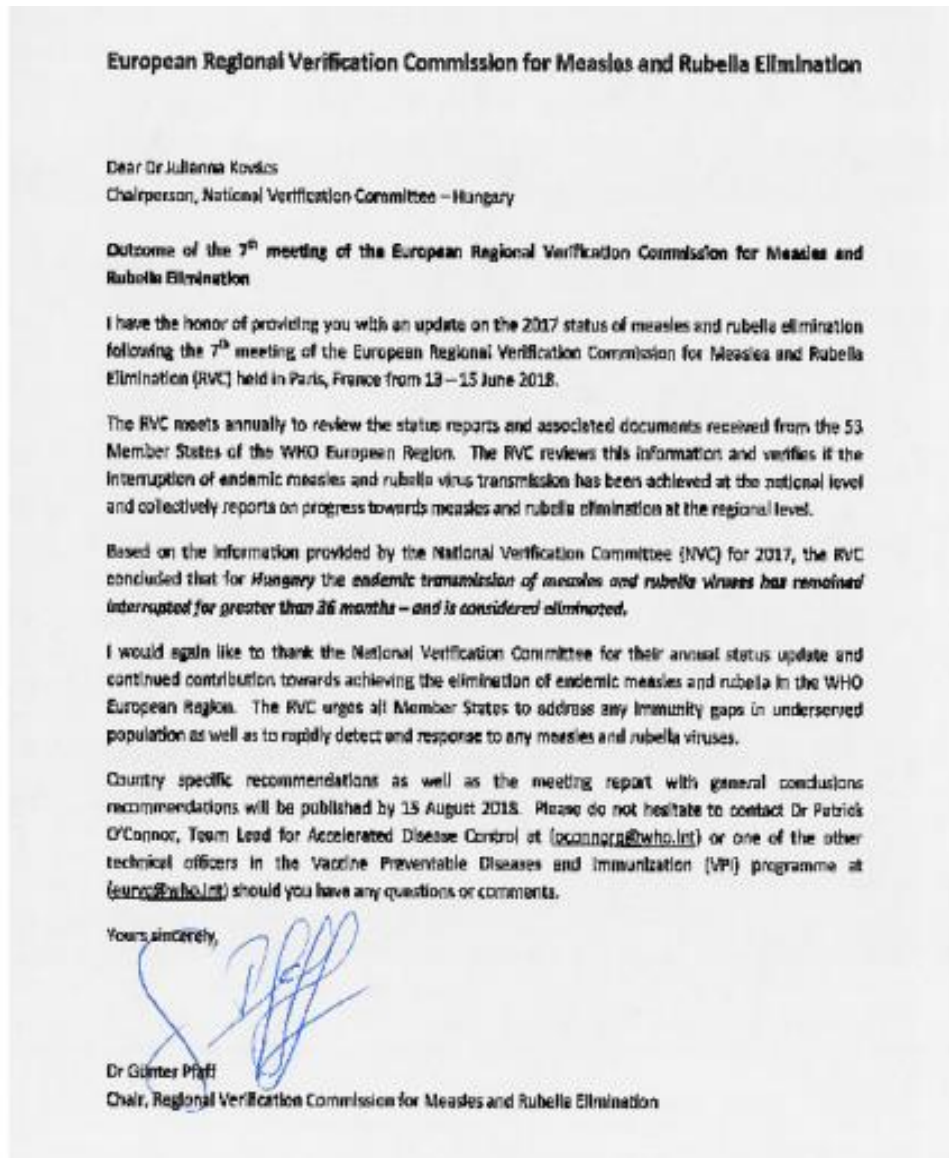 European Regional Verification Commission for Measles and Rubella Elimination
Dear Dr Julianna Kovács
Chairperson, National Verification Committee – Hungary
Outcome of the 7th meeting of the European Regional Verification Commission for Measles and
Rubella Elimination
I have the honor of providing you with an update on the 2017 status of measles and rubella elimination
following the 7th meeting of the European Regional Verification Commission for Measles and Rubella
Elimination (RVC) held in Paris, France from 13 – 15 June 2018.
The RVC meets annually to review the status reports and associated documents received from the 53
Member States of the WHO European Region. The RVC reviews this information and verifies if the
interruption of endemic measles and rubella virus transmission has been achieved at the national level
and collectively reports on progress towards measles and rubella elimination at the regional level.
Based on the information provided by the National Verification Committee (NVC) for 2017, the RVC
concluded that for Hungary the endemic transmission of measles and rubella viruses has remained
interrupted for greater than 36 months – and is considered eliminated.
I would again like to thank the National Verification Committee for their annual status update and
continued contribution towards achieving the elimination of endemic measles and rubella in the WHO
European Region. The RVC urges all Member States to address any immunity gaps in underserved
population as well as to rapidly detect and response to any measles and rubella viruses.
Country specific recommendations as well as the meeting report with general conclusions
recommendations will be published by 15 August 2018. Please do not hesitate to contact Dr Patrick
O'Connor, Team Lead for Accelerated Disease Control at (oconnorp@who.int) or one of the other
technical officers in the Vaccine Preventable Diseases and Immunization (VPI) programme at
(eurvc@who.int) should you have any questions or comments.
Yours sincerely,
Dr Günter Pfaff
Chair, Regional Verification Commission for Measles and Rubella Elimination